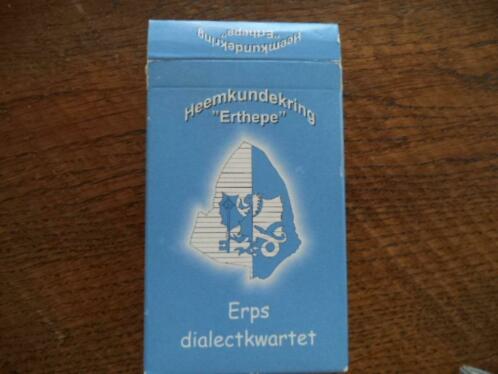 Heemkundekring
"Erthepe"
Heemkundekring
"Erthepe"
Erps
dialectkwartet